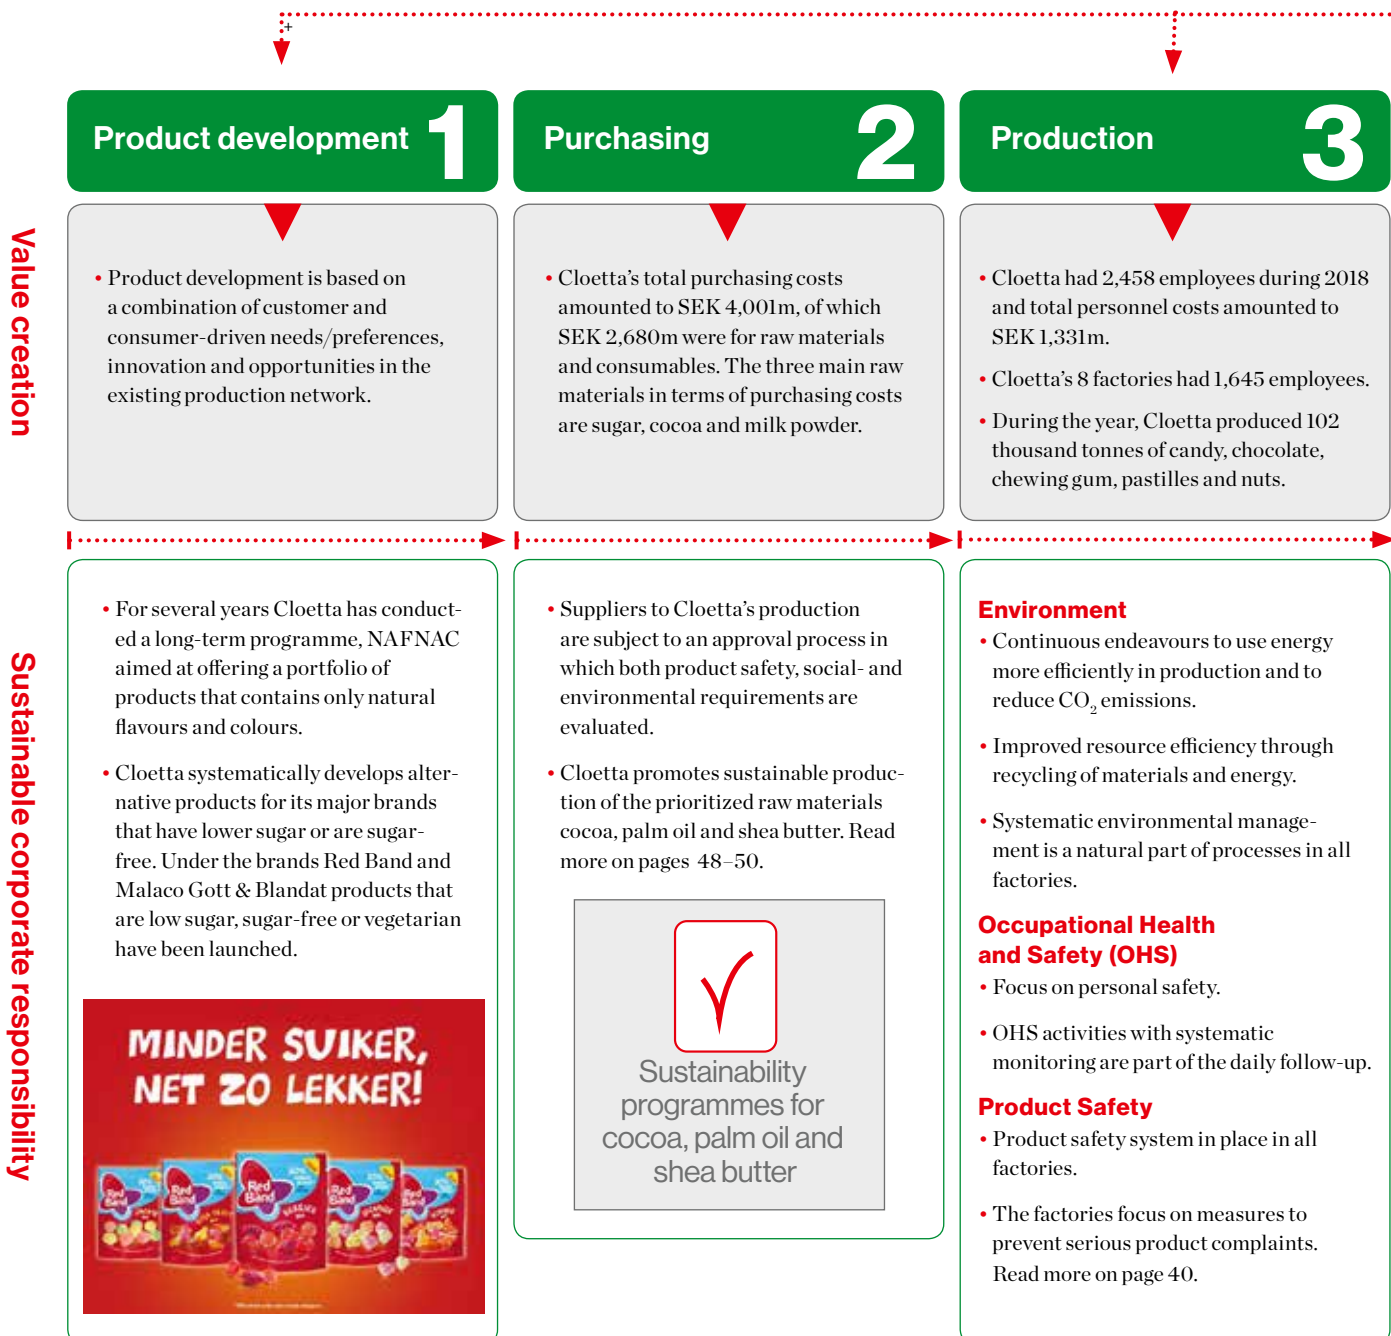 +
Product development 1
Purchasing 2
Production 3
Value creation
• Product development is based on
a combination of customer and
consumer-driven needs/preferences,
innovation and opportunities in the
existing production network.
• Cloetta’s total purchasing costs
amounted to SEK 4,001m, of which
SEK 2,680m were for raw materials
and consumables. The three main raw
materials in terms of purchasing costs
are sugar, cocoa and milk powder.
• Cloetta had 2,458 employees during 2018
and total personnel costs amounted to
SEK 1,331m.
• Cloetta’s 8 factories had 1,645 employees.
• During the year, Cloetta produced 102
thousand tonnes of candy, chocolate,
chewing gum, pastilles and nuts.
Sustainable corporate responsibility
• For several years Cloetta has conduct-
ed a long-term programme, NAFNAC
aimed at offering a portfolio of
products that contains only natural
flavours and colours.
• Cloetta systematically develops alter-
native products for its major brands
that have lower sugar or are sugar-
free. Under the brands Red Band and
Malaco Gott & Blandat products that
are low sugar, sugar-free or vegetarian
have been launched.
MINDER SUIKER,
NET ZO LEKKER!
Red Band
Red Band
Red Band
Red Band
Red Band
• Suppliers to Cloetta’s production
are subject to an approval process in
which both product safety, social- and
environmental requirements are
evaluated.
• Cloetta promotes sustainable produc-
tion of the prioritized raw materials
cocoa, palm oil and shea butter. Read
more on pages 48–50.
Sustainability
programmes for
cocoa, palm oil and
shea butter
Environment
• Continuous endeavours to use energy
more efficiently in production and to
reduce CO₂ emissions.
• Improved resource efficiency through
recycling of materials and energy.
• Systematic environmental manage-
ment is a natural part of processes in all
factories.
Occupational Health
and Safety (OHS)
• Focus on personal safety.
• OHS activities with systematic
monitoring are part of the daily follow-up.
Product Safety
• Product safety system in place in all
factories.
• The factories focus on measures to
prevent serious product complaints.
Read more on page 40.